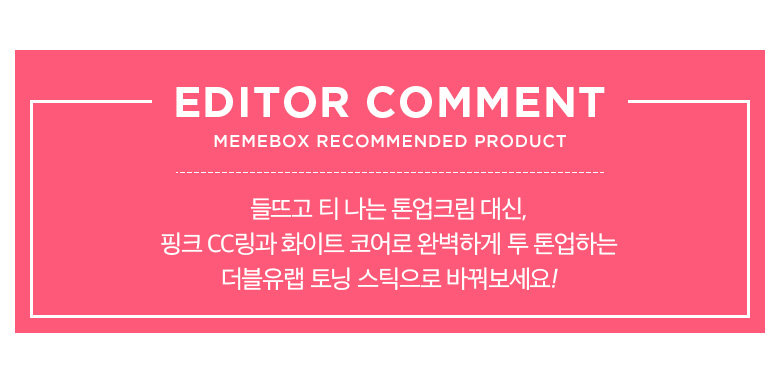 EDITOR COMMENT
MEMEBOX RECOMMENDED PRODUCT
들뜨고 티 나는 톤업크림 대신,
핑크 CC링과 화이트 코어로 완벽하게 투 톤업하는
더블유랩 토닝 스틱으로 바꿔보세요!